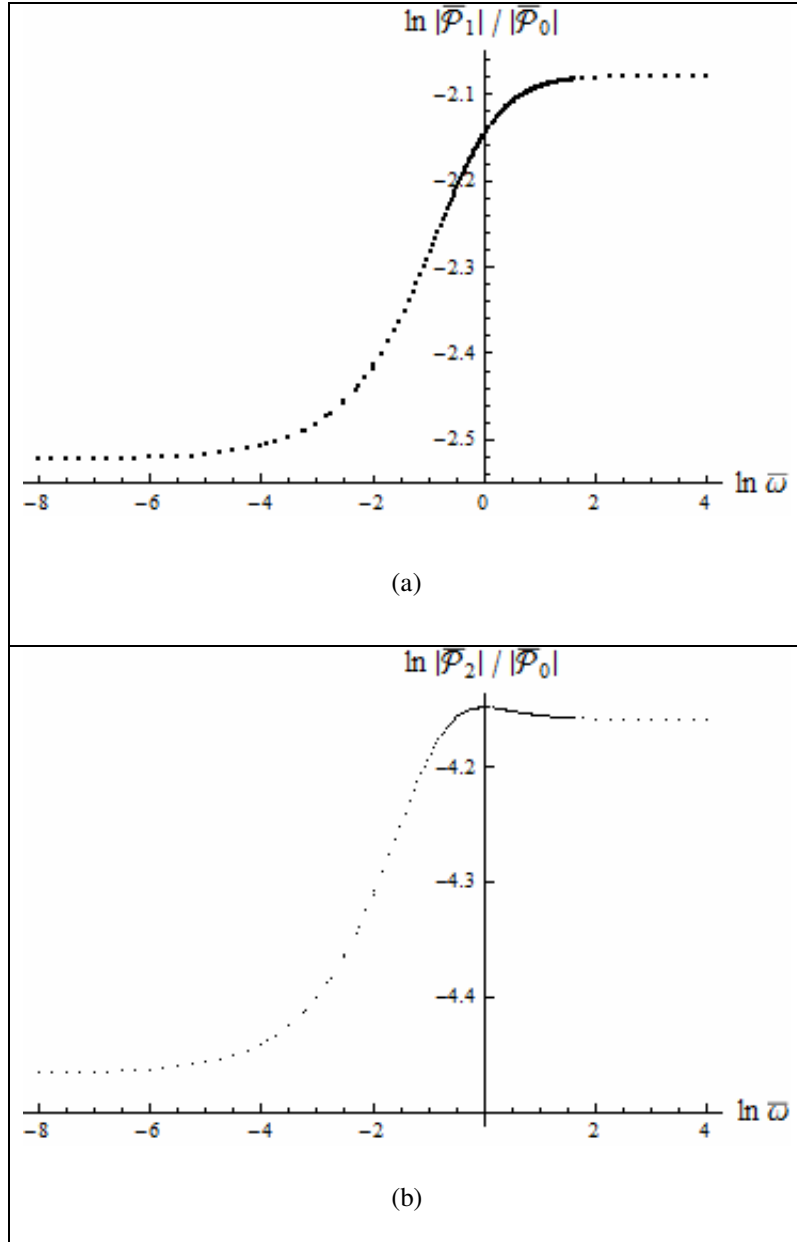 ln |𝒫̅₁| / |𝒫̅₀|
−2.1
−2.2
−2.3
−2.4
−2.5
−8 −6 −4 −2 0 2 4 ln ω̅
(a)
ln |𝒫̅₂| / |𝒫̅₀|
−4.2
−4.3
−4.4
−8 −6 −4 −2 2 4 ln ω̅
(b)